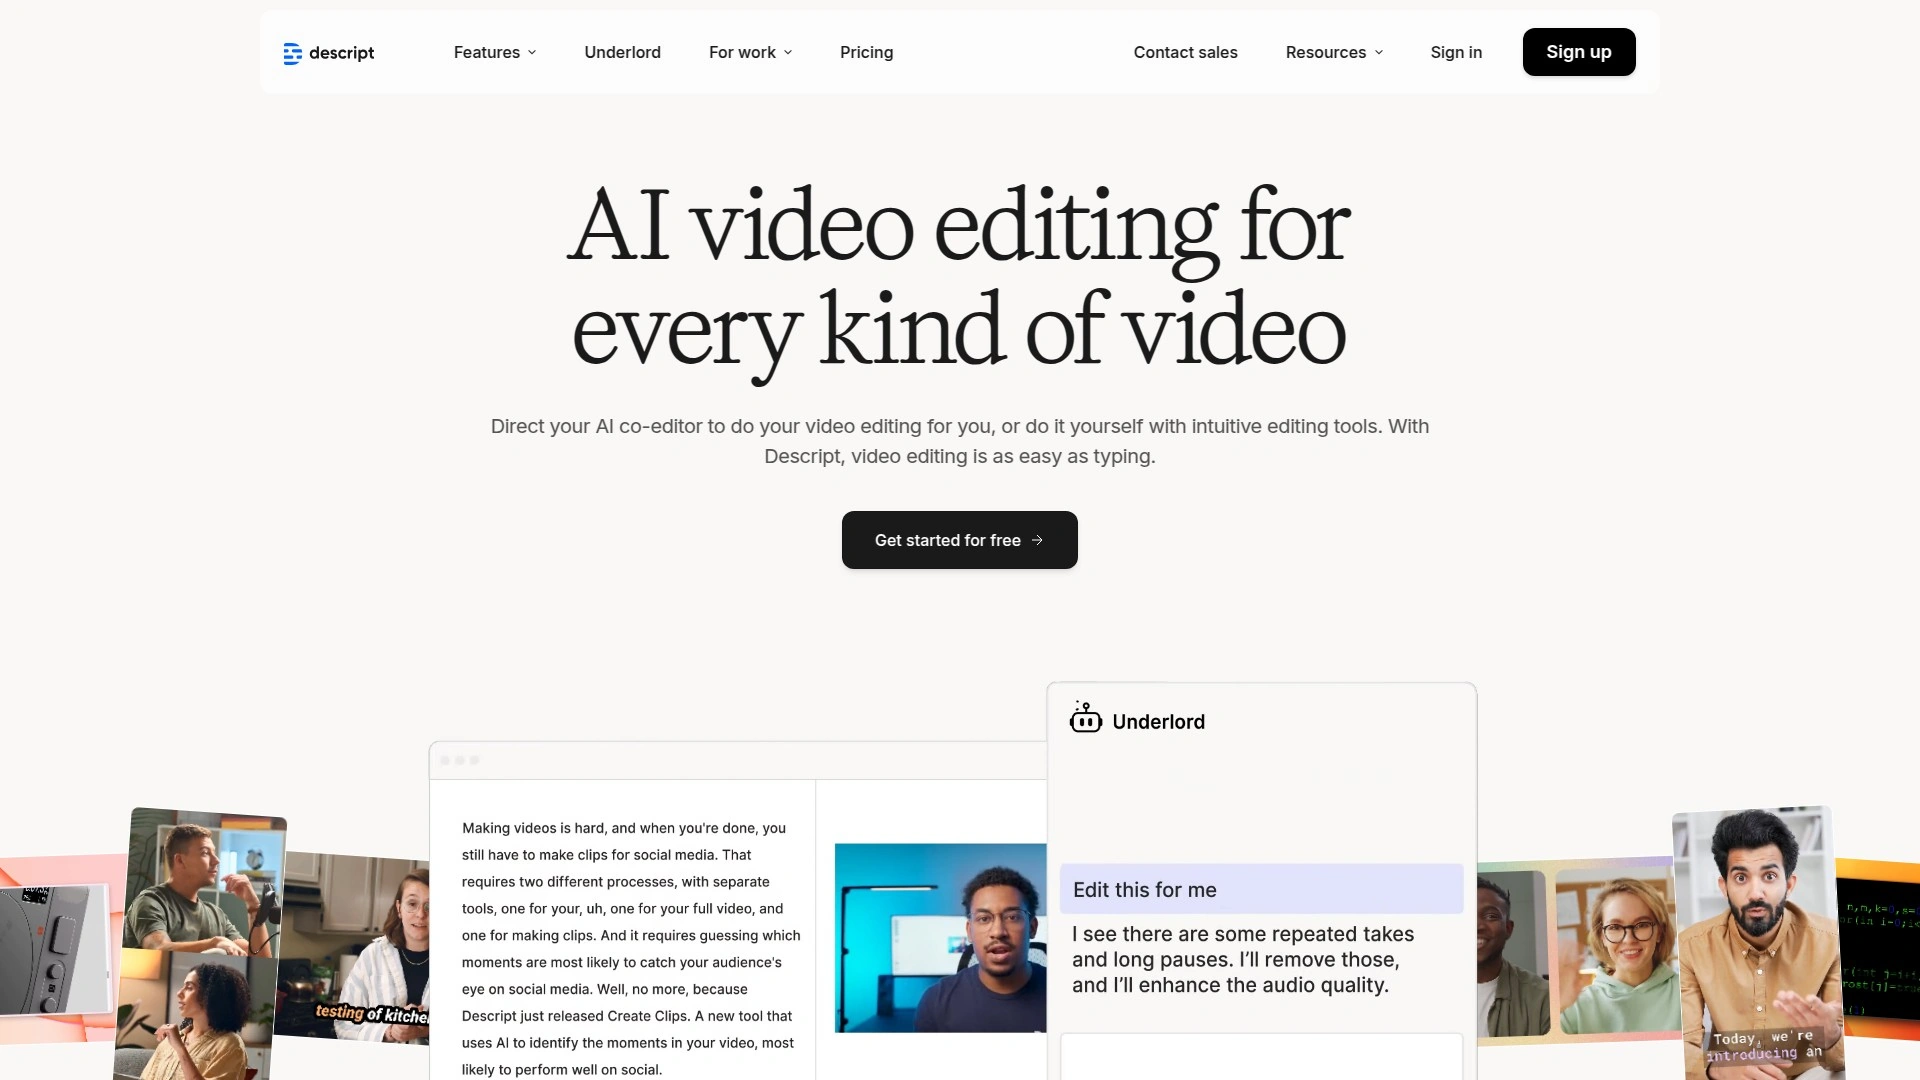 descript
Features
Underlord
For work
Pricing
Contact sales
Resources
Sign in
Sign up
AI video editing for
every kind of video
Direct your AI co-editor to do your video editing for you, or do it yourself with intuitive editing tools. With
Descript, video editing is as easy as typing.
Get started for free →
Making videos is hard, and when you're done, you
still have to make clips for social media. That
requires two different processes, with separate
tools, one for your, uh, one for your full video, and
one for making clips. And it requires guessing which
moments are most likely to catch your audience's
eye on social media. Well, no more, because
Descript just released Create Clips. A new tool that
uses AI to identify the moments in your video, most
likely to perform well on social.
Underlord
Edit this for me
I see there are some repeated takes
and long pauses. I’ll remove those,
and I’ll enhance the audio quality.
testing of kitchen
Today, we're
introducing an